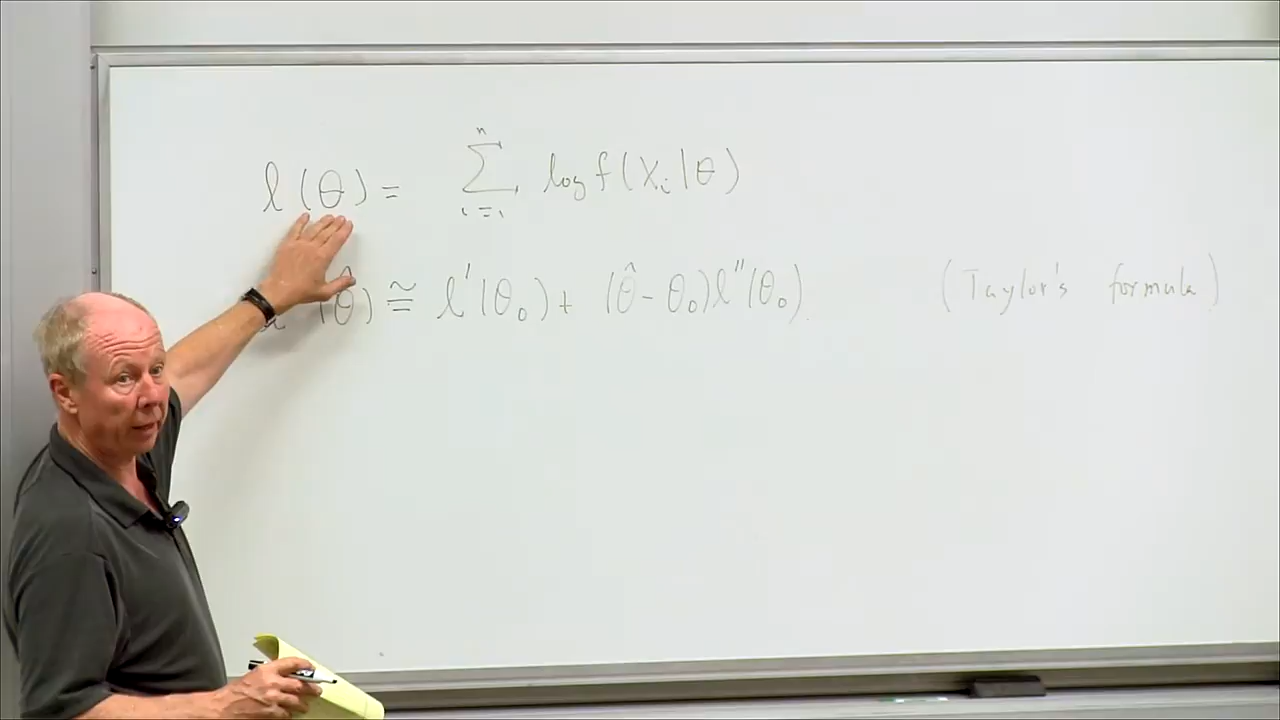 l(θ) = Σ_{i=1}^{n} log f(X_i|θ)
(θ̂) ≅ l'(θ₀) + (θ̂ - θ₀)l''(θ₀) (Taylor's formula)